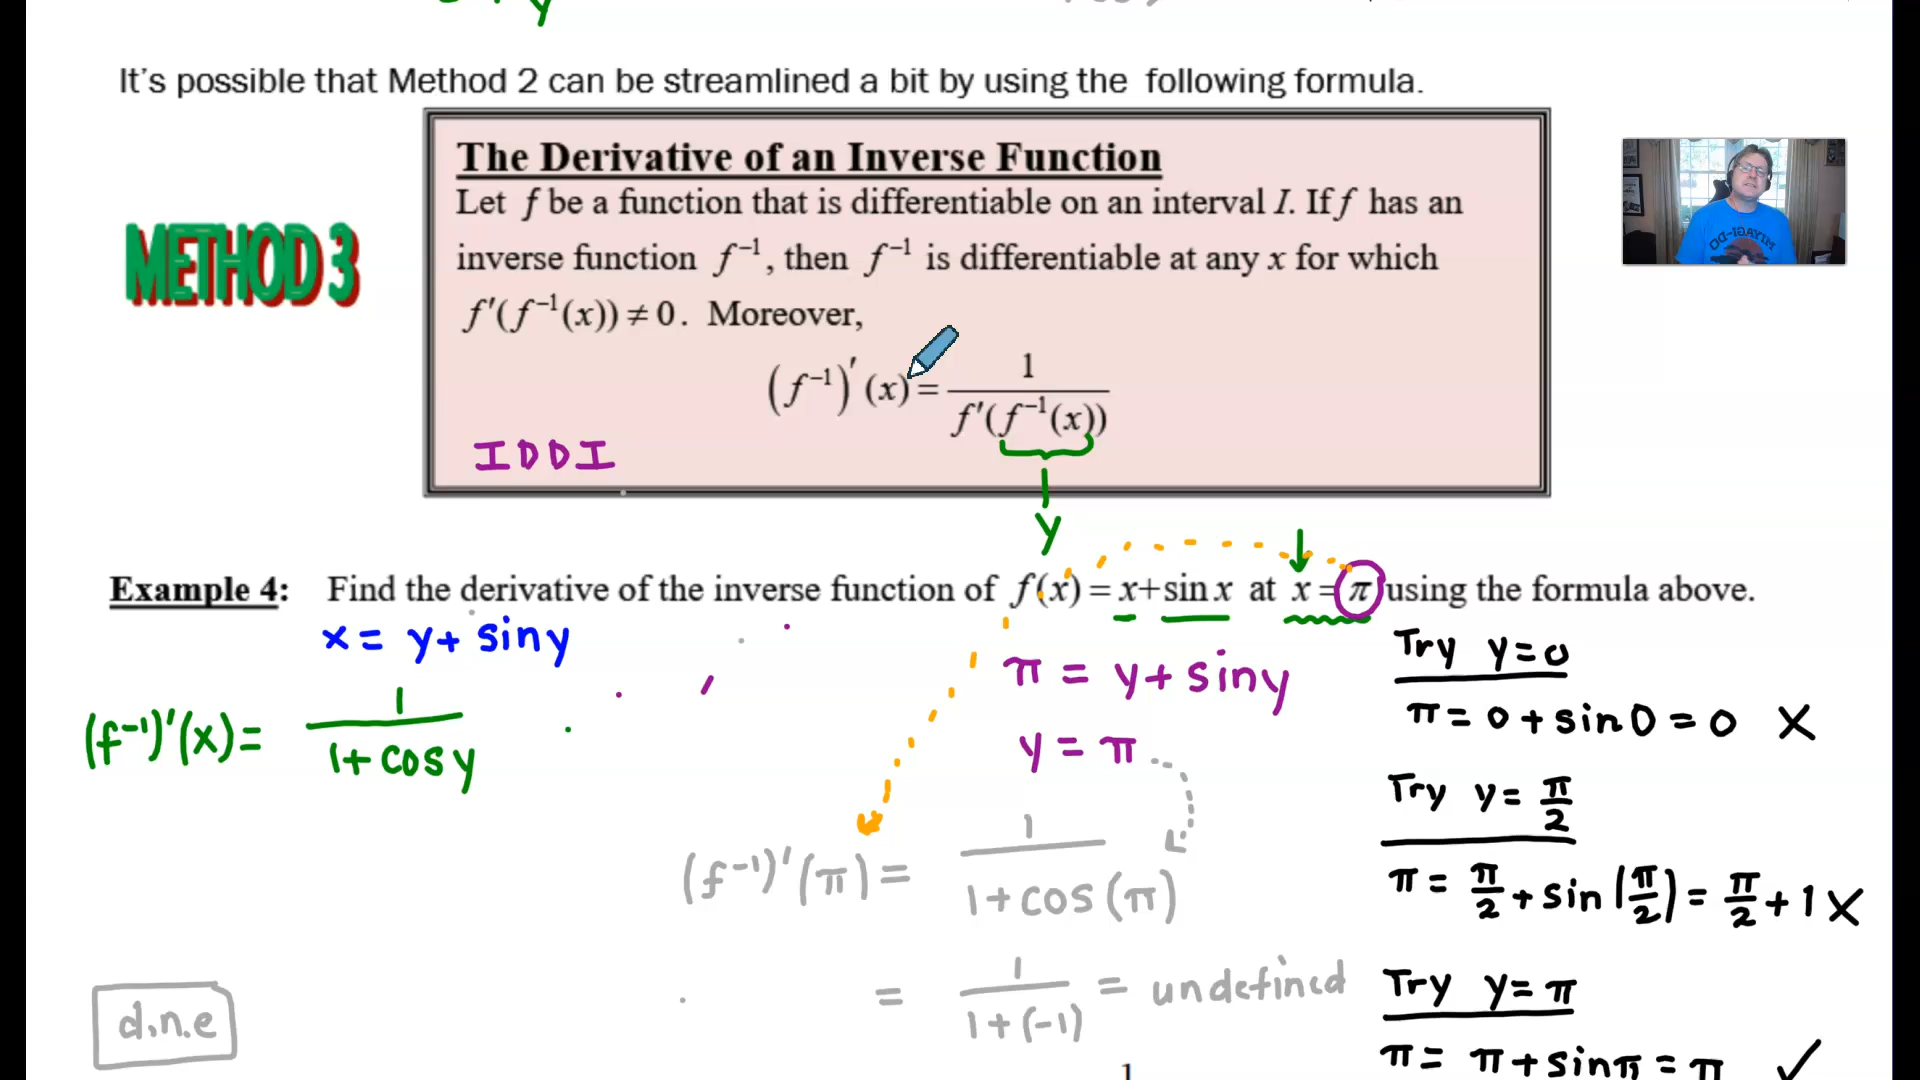 It's possible that Method 2 can be streamlined a bit by using the following formula.
METHOD 3
The Derivative of an Inverse Function
Let f be a function that is differentiable on an interval I. If f has an
inverse function f⁻¹, then f⁻¹ is differentiable at any x for which
f′(f⁻¹(x)) ≠ 0. Moreover,
(f⁻¹)′(x) = 1/f′(f⁻¹(x))
IDDI
y
Example 4: Find the derivative of the inverse function of f(x) = x+sin x at x = π using the formula above.
x = y + sin y
(f⁻¹)'(x) = 1/(1 + cos y)
π = y + sin y
y = π
(f⁻¹)'(π) = 1/(1 + cos(π))
= 1/(1 + (-1)) = undefined
d.n.e
Try y = 0
π = 0 + sin 0 = 0 X
Try y = π/2
π = π/2 + sin(π/2) = π/2 + 1 X
Try y = π
π = π + sin π = π ✓
1